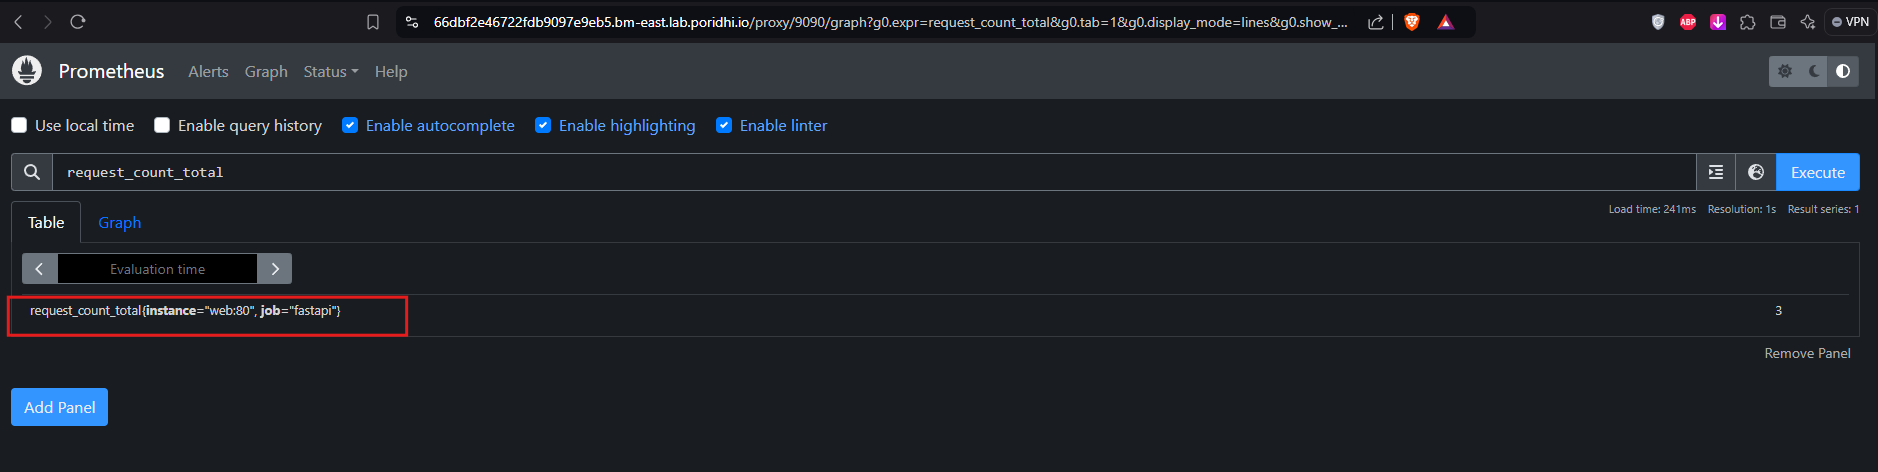 66dbf2e46722fdb9097e9eb5.bm-east.lab.poridhi.io/proxy/9090/graph?g0.expr=request_count_total&g0.tab=1&g0.display_mode=lines&g0.show_...
ABP
VPN
Prometheus Alerts Graph Status Help
Use local time Enable query history Enable autocomplete Enable highlighting Enable linter
request_count_total Execute
Table Graph Load time: 241ms Resolution: 1s Result series: 1
Evaluation time
request_count_total{instance="web:80", job="fastapi"} 3
Remove Panel
Add Panel